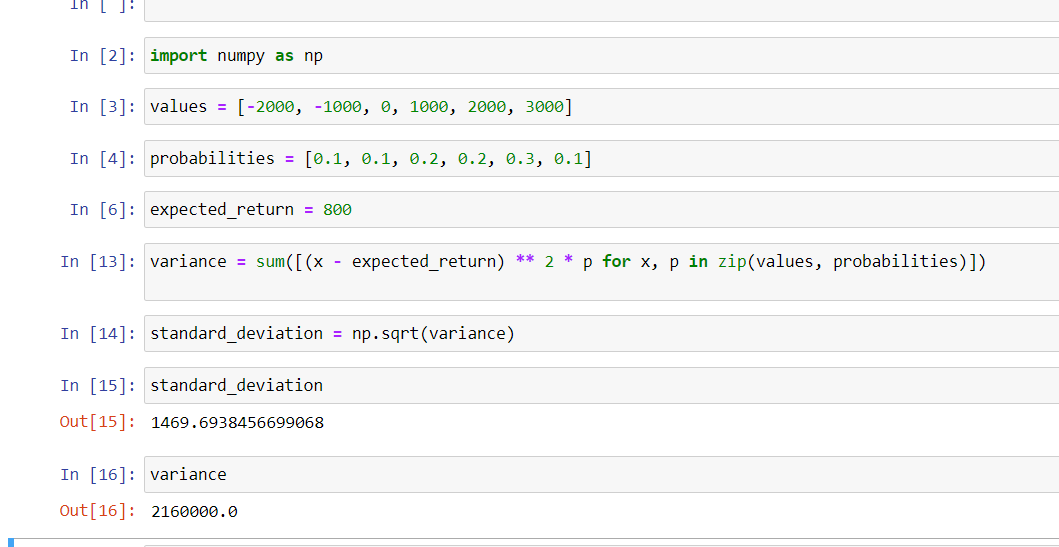 In [ ]:
In [2]: import numpy as np
In [3]: values = [-2000, -1000, 0, 1000, 2000, 3000]
In [4]: probabilities = [0.1, 0.1, 0.2, 0.2, 0.3, 0.1]
In [6]: expected_return = 800
In [13]: variance = sum([(x - expected_return) ** 2 * p for x, p in zip(values, probabilities)])
In [14]: standard_deviation = np.sqrt(variance)
In [15]: standard_deviation
Out[15]: 1469.6938456699068
In [16]: variance
Out[16]: 2160000.0